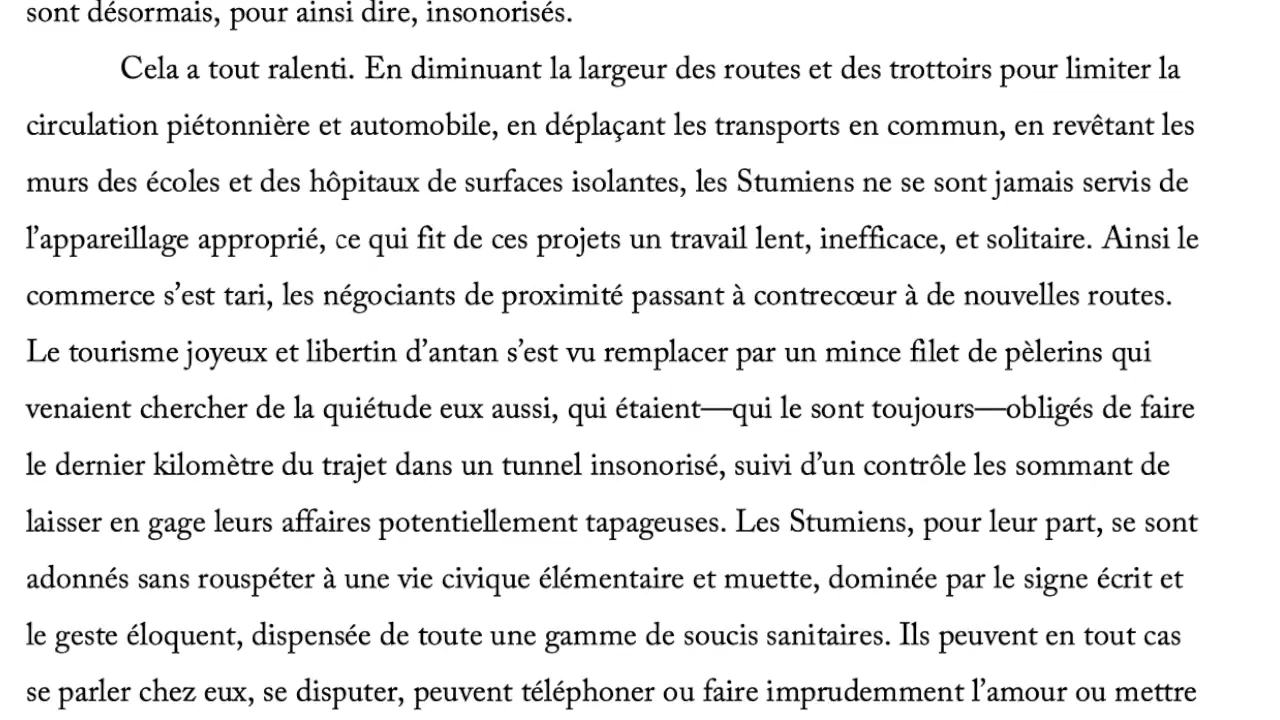 sont désormais, pour ainsi dire, insonorisés.
Cela a tout ralenti. En diminuant la largeur des routes et des trottoirs pour limiter la
circulation piétonnière et automobile, en déplaçant les transports en commun, en revêtant les
murs des écoles et des hôpitaux de surfaces isolantes, les Stumiens ne se sont jamais servis de
l’appareillage approprié, ce qui fit de ces projets un travail lent, inefficace, et solitaire. Ainsi le
commerce s’est tari, les négociants de proximité passant à contrecœur à de nouvelles routes.
Le tourisme joyeux et libertin d’antan s’est vu remplacer par un mince filet de pèlerins qui
venaient chercher de la quiétude eux aussi, qui étaient—qui le sont toujours—obligés de faire
le dernier kilomètre du trajet dans un tunnel insonorisé, suivi d’un contrôle les sommant de
laisser en gage leurs affaires potentiellement tapageuses. Les Stumiens, pour leur part, se sont
adonnés sans rouspéter à une vie civique élémentaire et muette, dominée par le signe écrit et
le geste éloquent, dispensée de toute une gamme de soucis sanitaires. Ils peuvent en tout cas
se parler chez eux, se disputer, peuvent téléphoner ou faire imprudemment l’amour ou mettre